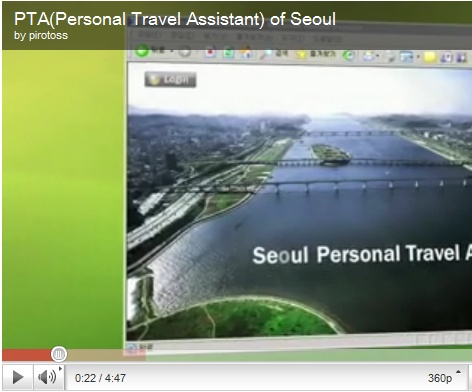 PTA(Personal Travel Assistant) of Seoul
by pirotoss
Login
Seoul Personal Travel A
0:22 / 4:47
360p